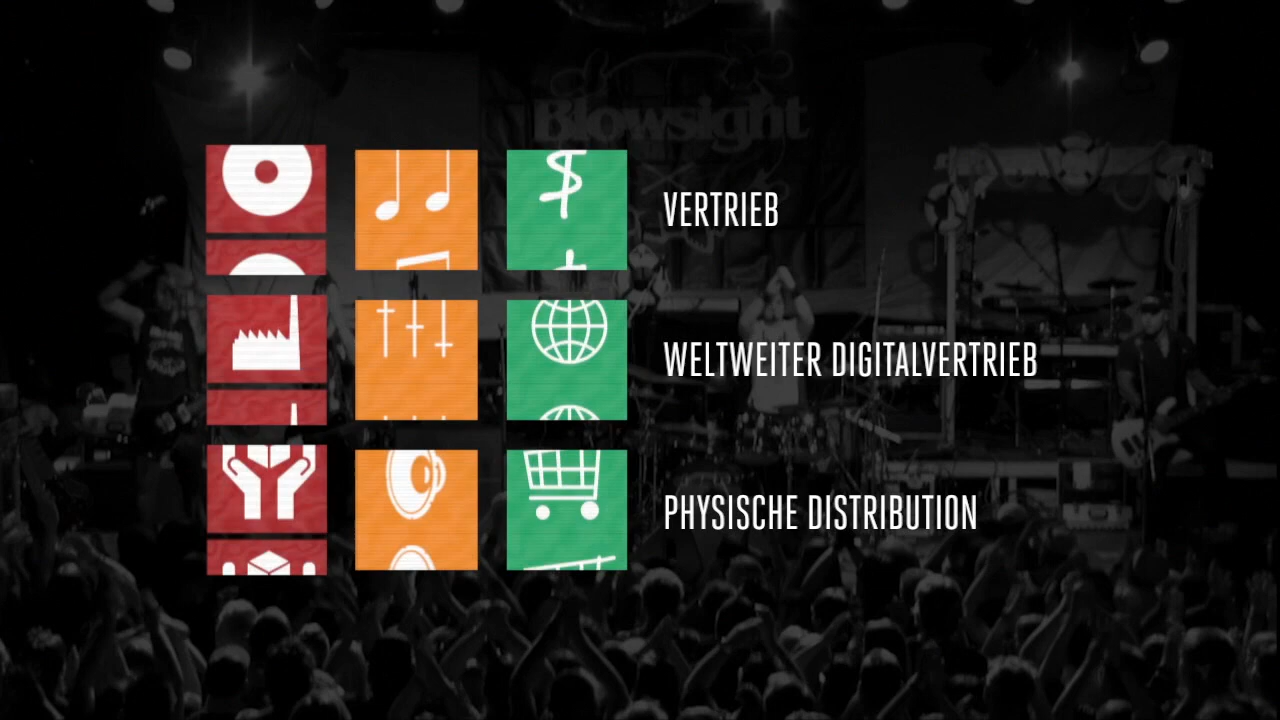 Blowsight
VERTRIEB
WELTWEITER DIGITALVERTRIEB
PHYSISCHE DISTRIBUTION